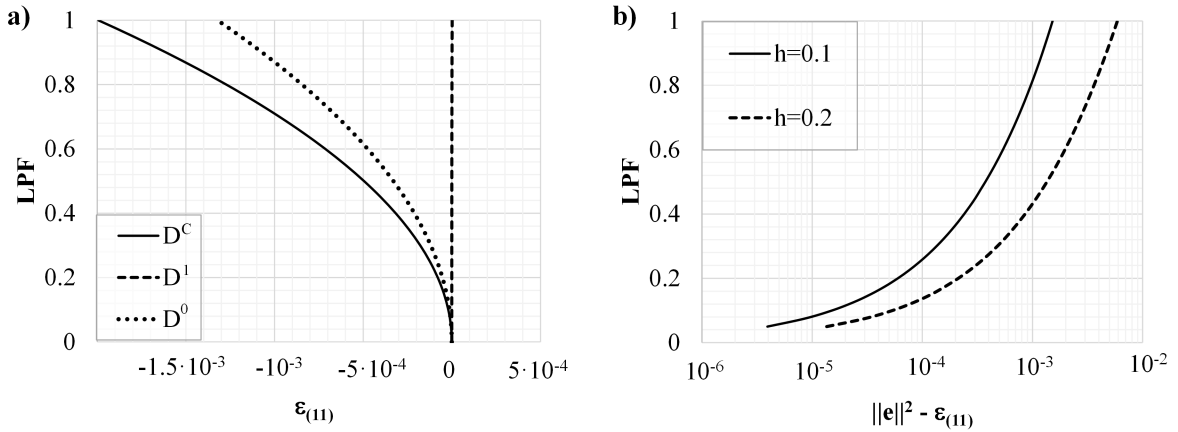 a)
1
0.8
0.6
0.4
0.2
0
LPF
D^C
D^1
D^0
-1.5·10^-3
-10^-3
-5·10^-4
0
5·10^-4
ε(11)
b)
1
0.8
0.6
0.4
0.2
0
LPF
h=0.1
h=0.2
10^-6
10^-5
10^-4
10^-3
10^-2
||e||^2 - ε(11)